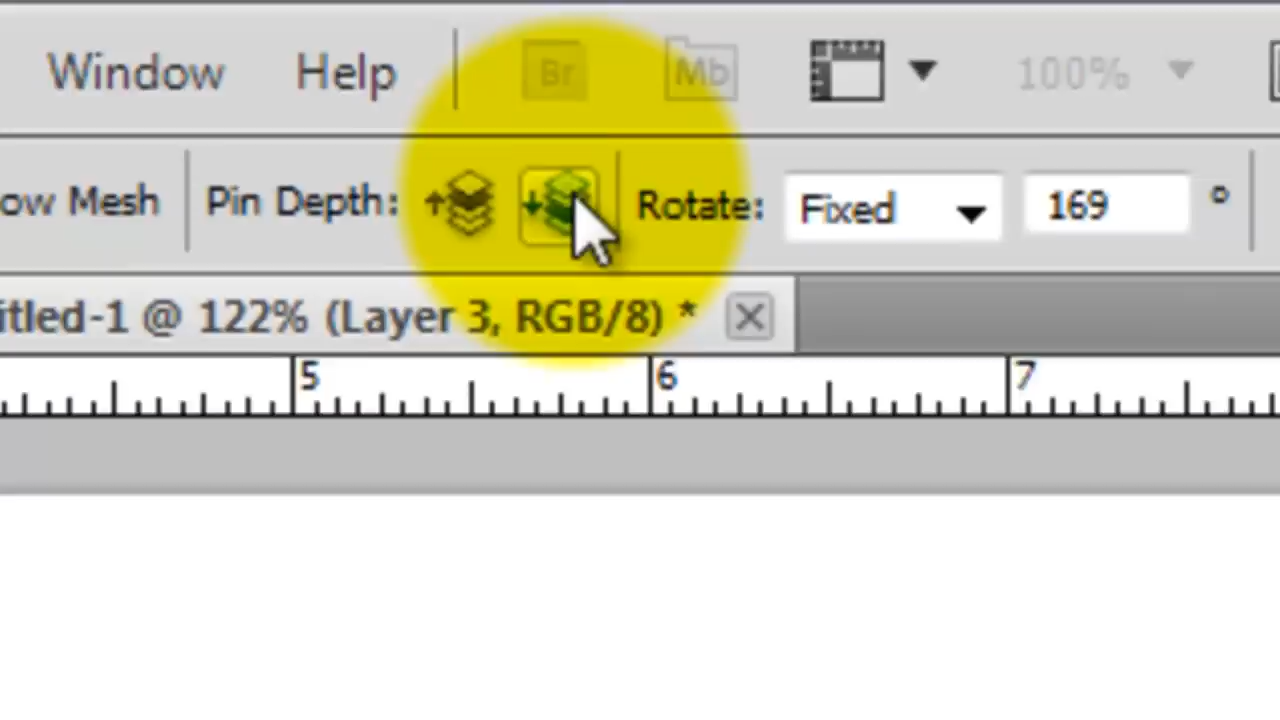 Window Help Br Mb 100%
ow Mesh Pin Depth: Rotate: Fixed 169 °
itled-1 @ 122% (Layer 3, RGB/8) *
5 6 7